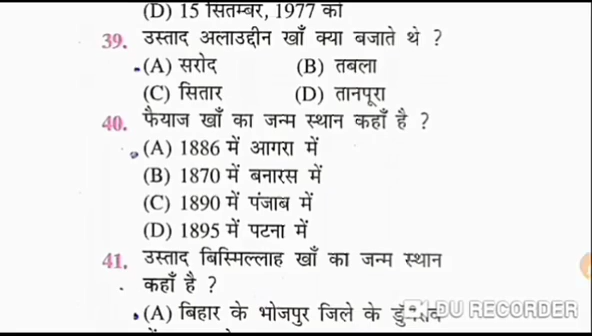 (D) 15 सितम्बर, 1977 को
39. उस्ताद अलाउद्दीन खाँ क्या बजाते थे ?
(A) सरोद (B) तबला
(C) सितार (D) तानपूरा
40. फैयाज खाँ का जन्म स्थान कहाँ है ?
(A) 1886 में आगरा में
(B) 1870 में बनारस में
(C) 1890 में पंजाब में
(D) 1895 में पटना में
41. उस्ताद बिस्मिल्लाह खाँ का जन्म स्थान
कहाँ है ?
(A) बिहार के भोजपुर जिले के
DU RECORDER